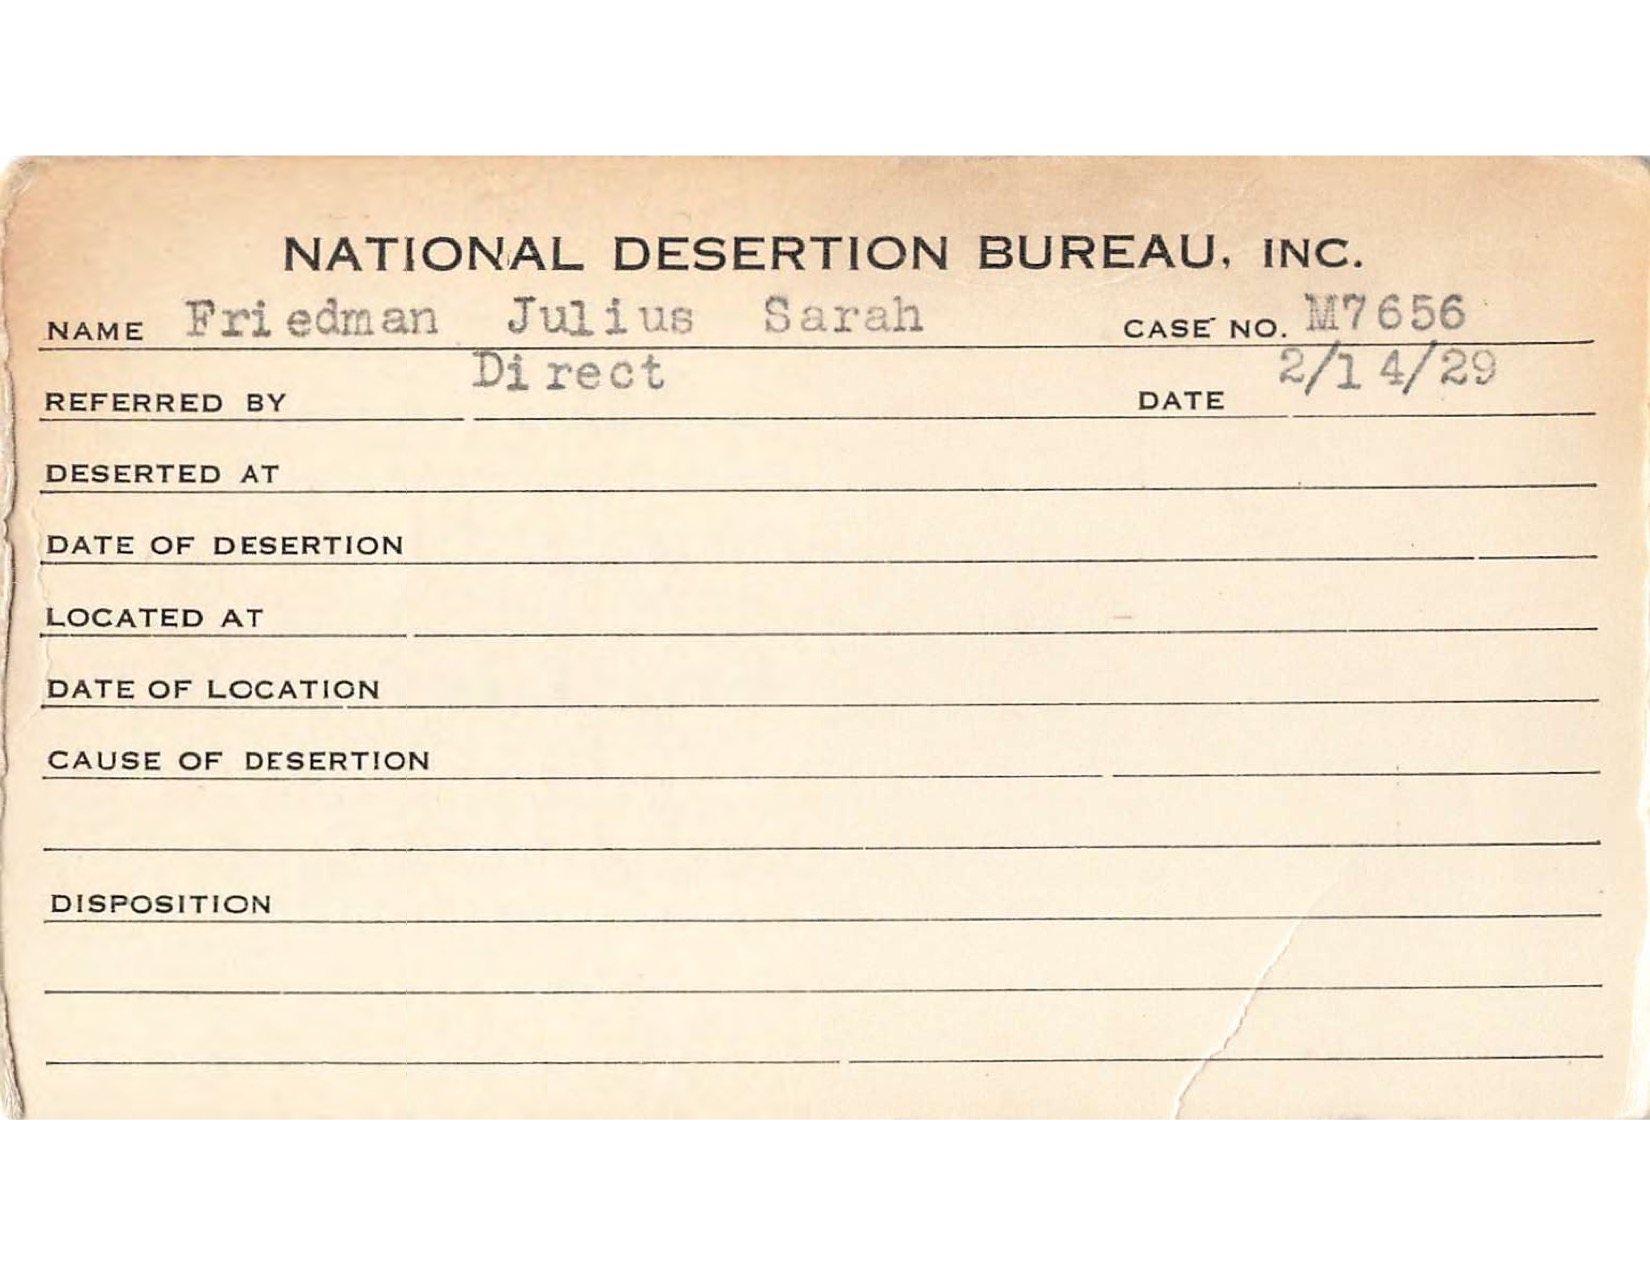 NATIONAL DESERTION BUREAU, INC.
NAME Friedman Julius Sarah CASE NO. M7656
REFERRED BY Direct DATE 2/14/29
DESERTED AT
DATE OF DESERTION
LOCATED AT
DATE OF LOCATION
CAUSE OF DESERTION
DISPOSITION